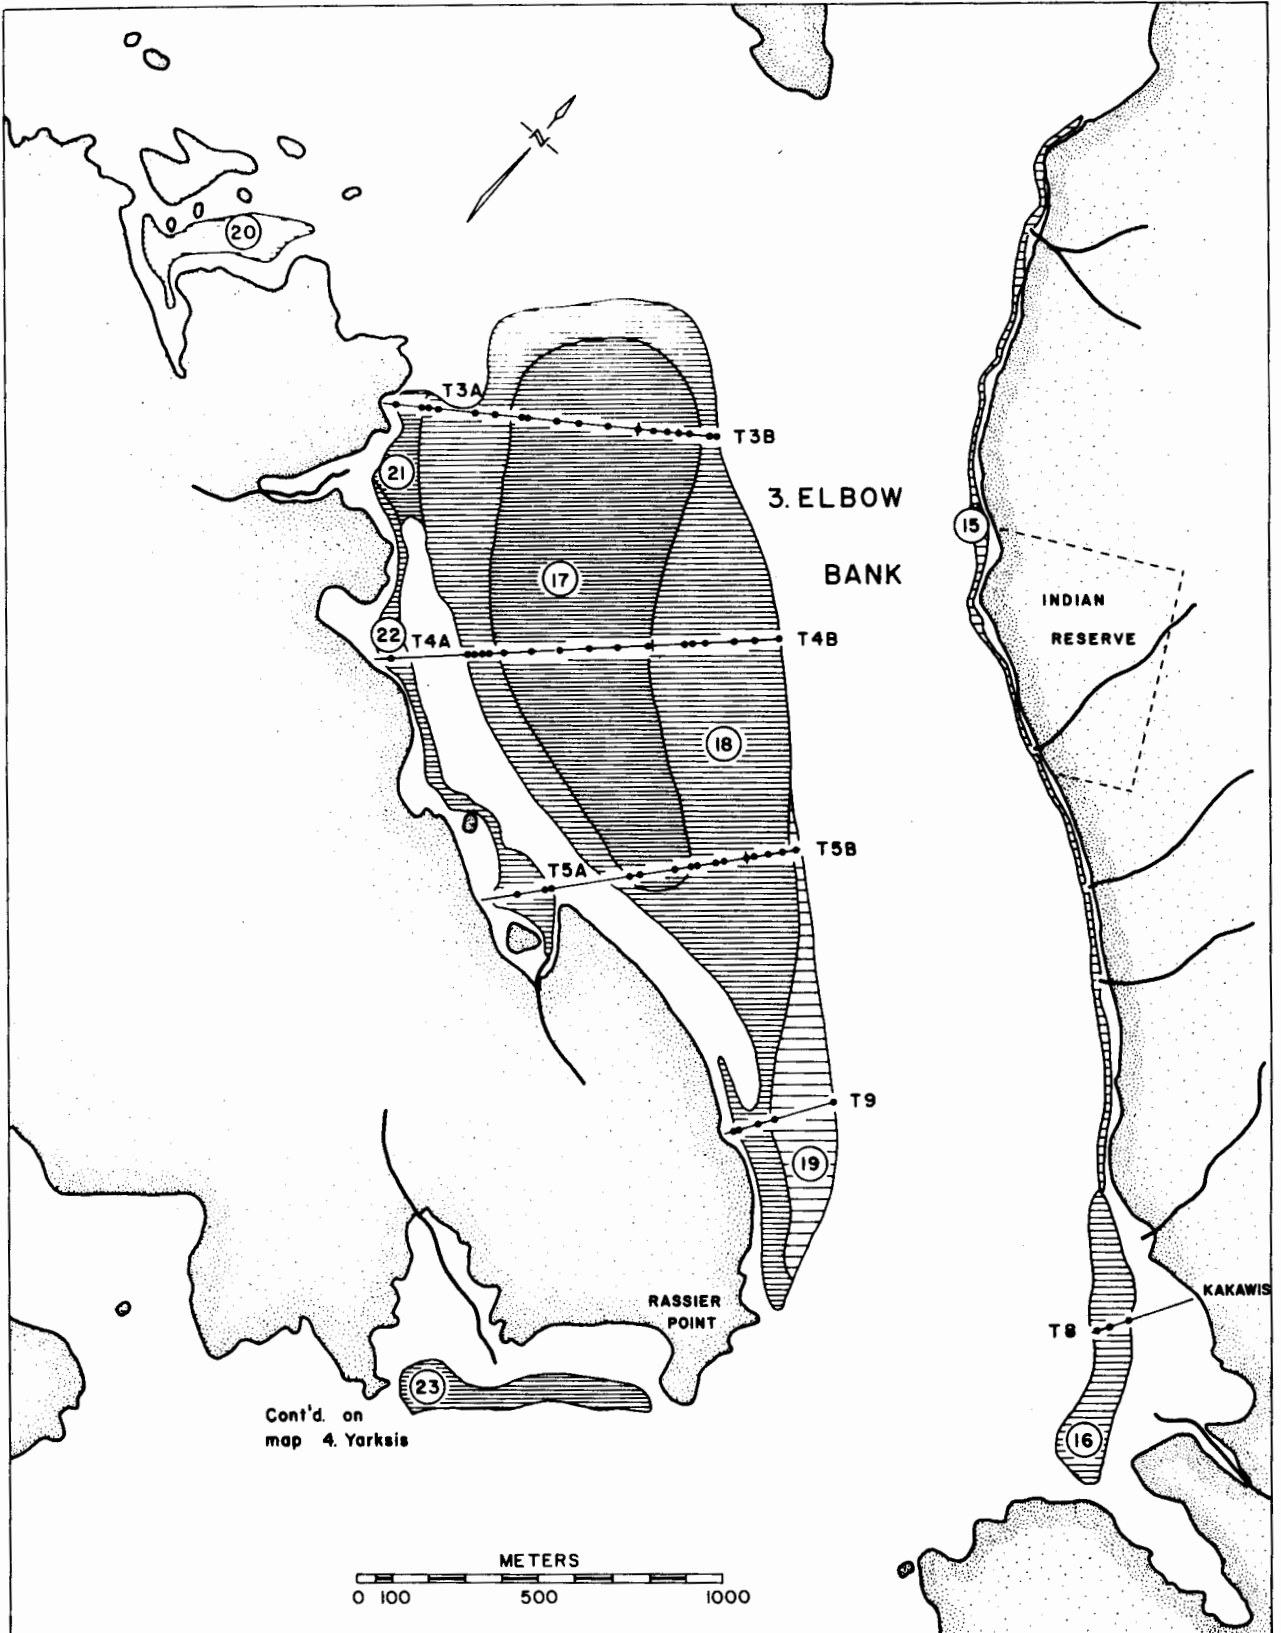 N
20
T3A
T3B
21
3. ELBOW
BANK
15
17
INDIAN
RESERVE
22
T4A
T4B
18
T5A
T5B
T9
19
KAKAWIS
RASSIER
POINT
T8
23
Cont'd. on
map 4. Yarksis
16
METERS
0 100 500 1000